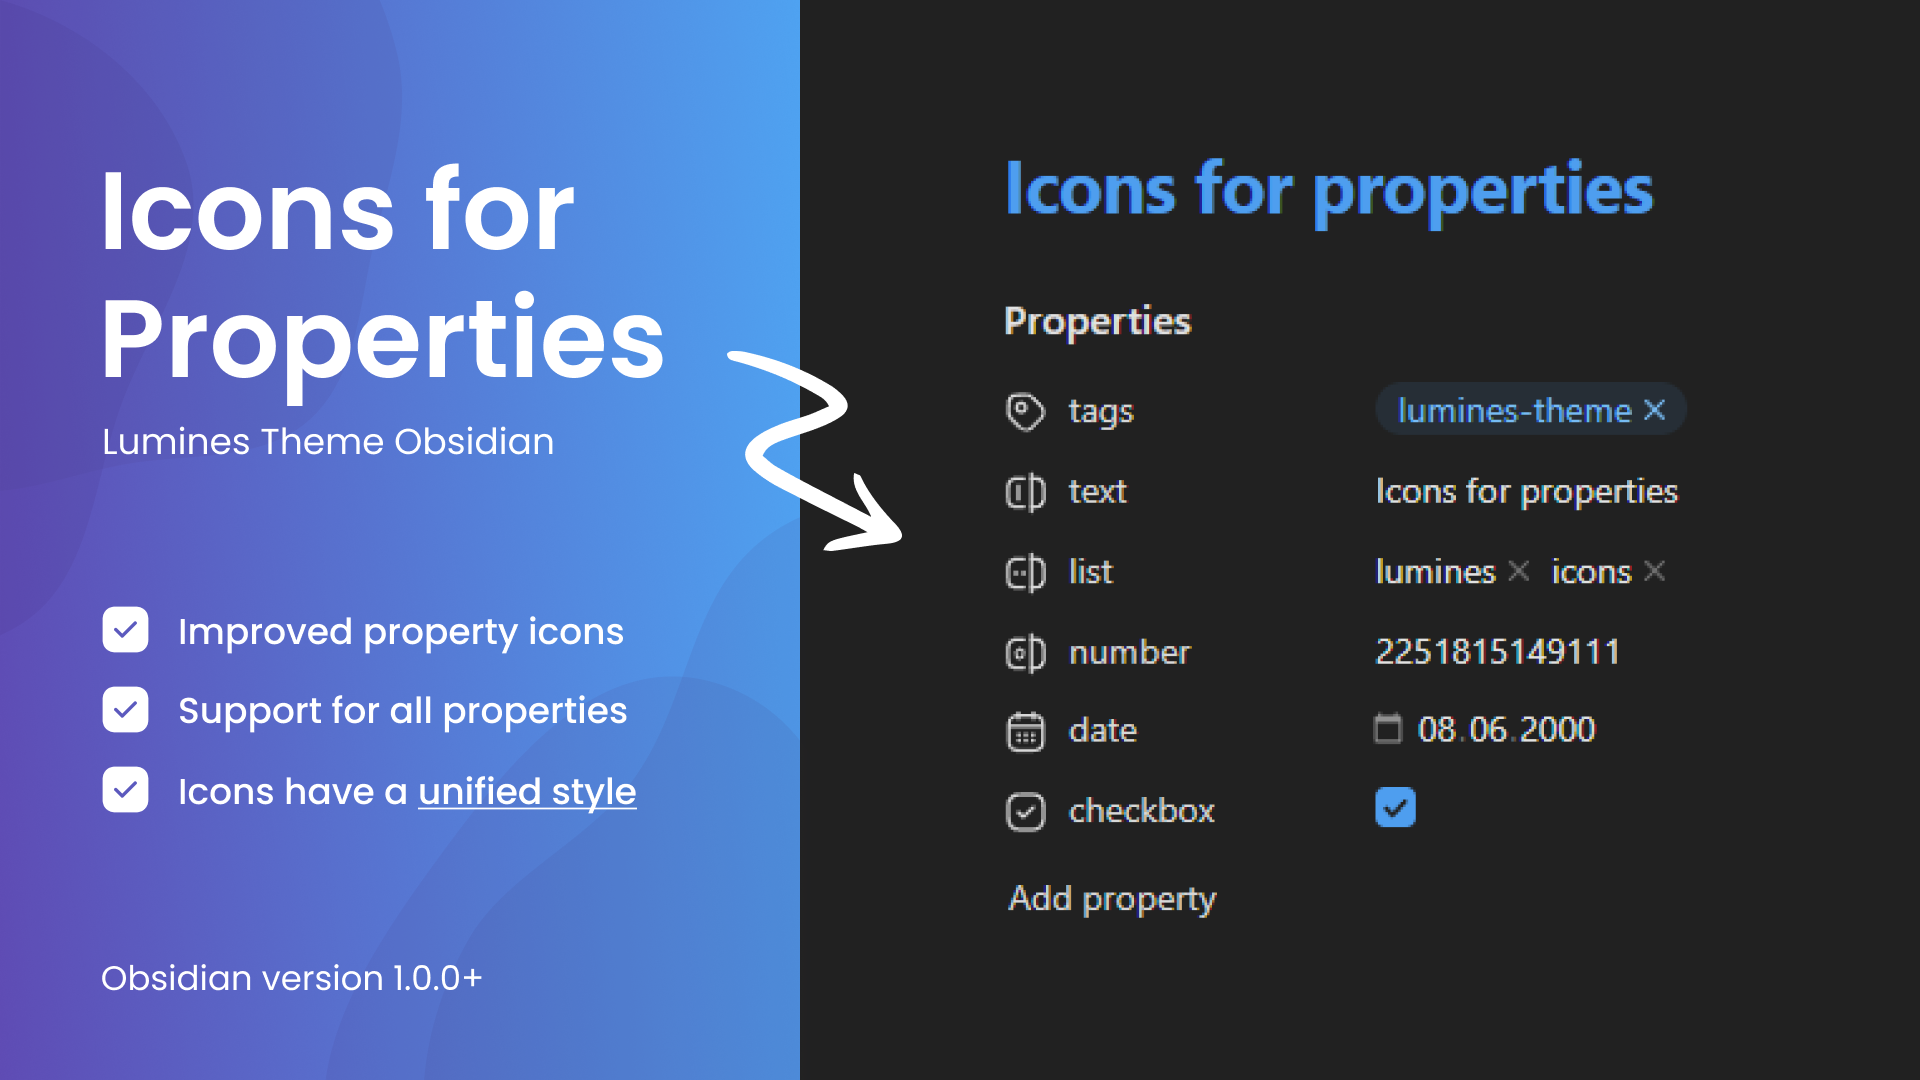 Icons for
Properties
Lumines Theme Obsidian
Improved property icons
Support for all properties
Icons have a unified style
Obsidian version 1.0.0+
Icons for properties
Properties
tags lumines-theme
text Icons for properties
list lumines icons
number 2251815149111
date 08.06.2000
checkbox
Add property